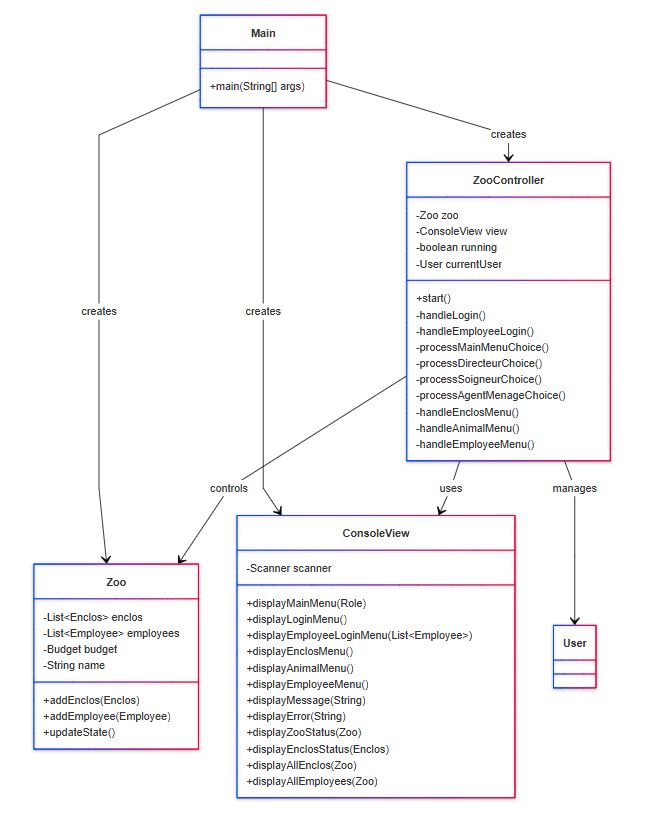 Main
+main(String[] args)
creates
ZooController
-Zoo zoo
-ConsoleView view
-boolean running
-User currentUser
+start()
-handleLogin()
-handleEmployeeLogin()
-processMainMenuChoice()
-processDirecteurChoice()
-processSoigneurChoice()
-processAgentMenageChoice()
-handleEnclosMenu()
-handleAnimalMenu()
-handleEmployeeMenu()
creates
creates
controls
uses
manages
ConsoleView
-Scanner scanner
+displayMainMenu(Role)
+displayLoginMenu()
+displayEmployeeLoginMenu(List<Employee>)
+displayEnclosMenu()
+displayAnimalMenu()
+displayEmployeeMenu()
+displayMessage(String)
+displayError(String)
+displayZooStatus(Zoo)
+displayEnclosStatus(Enclos)
+displayAllEnclos(Zoo)
+displayAllEmployees(Zoo)
Zoo
-List<Enclos> enclos
-List<Employee> employees
-Budget budget
-String name
+addEnclos(Enclos)
+addEmployee(Employee)
+updateState()
User